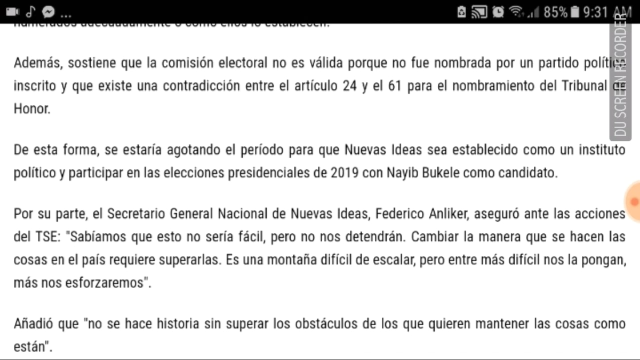 85% 9:31 AM
Además, sostiene que la comisión electoral no es válida porque no fue nombrada por un partido político
inscrito y que existe una contradicción entre el artículo 24 y el 61 para el nombramiento del Tribunal de
Honor.
De esta forma, se estaría agotando el período para que Nuevas Ideas sea establecido como un instituto
político y participar en las elecciones presidenciales de 2019 con Nayib Bukele como candidato.
Por su parte, el Secretario General Nacional de Nuevas Ideas, Federico Anliker, aseguró ante las acciones
del TSE: "Sabíamos que esto no sería fácil, pero no nos detendrán. Cambiar la manera que se hacen las
cosas en el país requiere superarlas. Es una montaña difícil de escalar, pero entre más difícil nos la pongan,
más nos esforzaremos".
Añadió que "no se hace historia sin superar los obstáculos de los que quieren mantener las cosas como
están".
DU SCREEN RECORDER